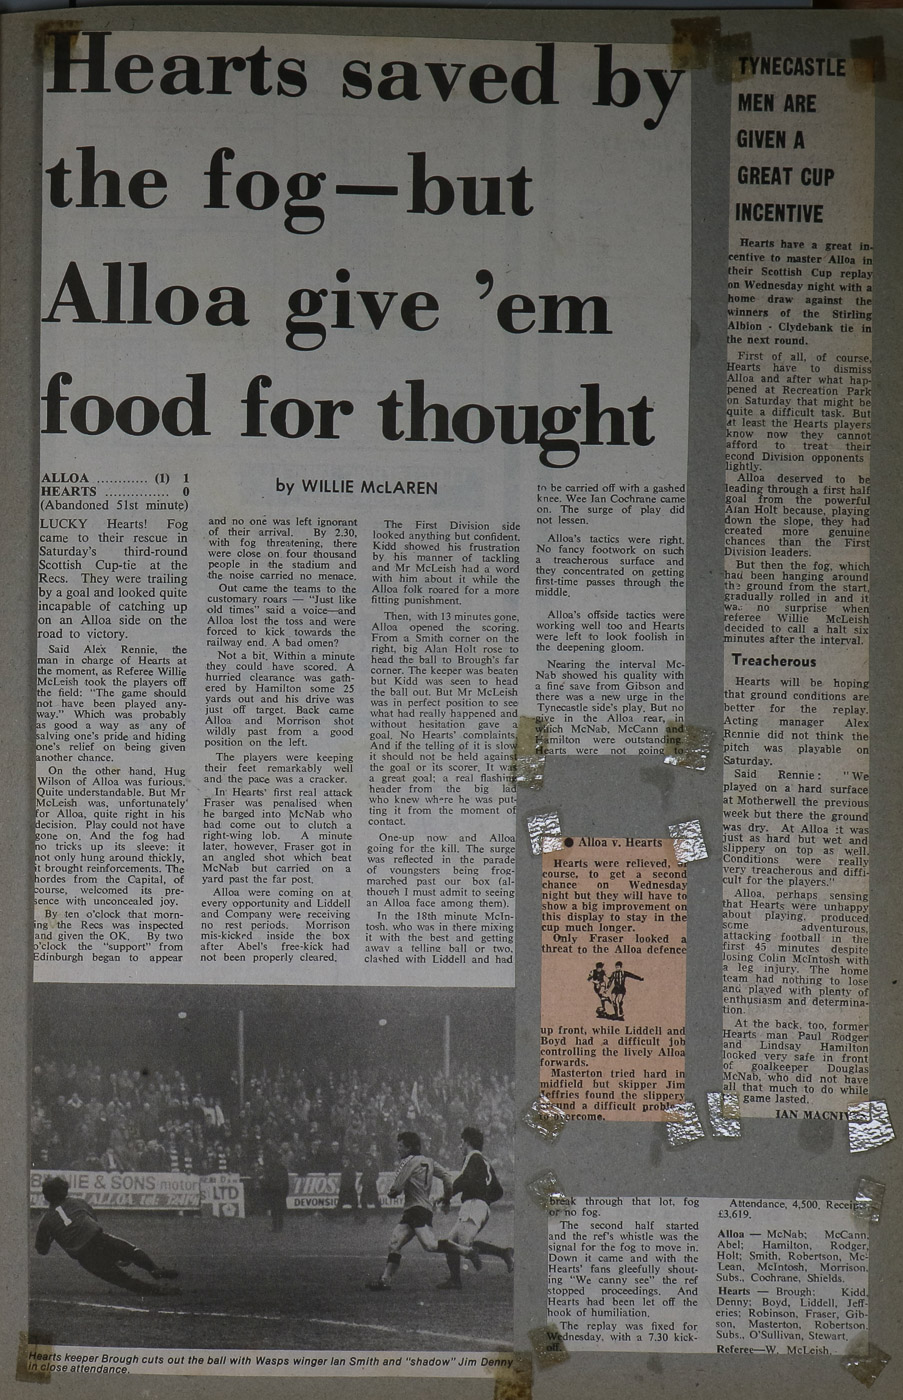 Hearts saved by
the fog—but
Alloa give 'em
food for thought
by WILLIE McLAREN
ALLOA ............ (1) 1
HEARTS .............. 0
(Abandoned 51st minute)
LUCKY Hearts! Fog
came to their rescue in
Saturday's third-round
Scottish Cup-tie at the
Recs. They were trailing
by a goal and looked quite
incapable of catching up
on an Alloa side on the
road to victory.
Said Alex Rennie, the
man in charge of Hearts at
the moment, as Referee Willie
McLeish took the players off
the field: "The game should
not have been played any-
way." Which was probably
as good a way as any of
salving one's pride and hiding
one's relief on being given
another chance.
On the other hand, Hug
Wilson of Alloa was furious.
Quite understandable. But Mr
McLeish was, unfortunately
for Alloa, quite right in his
decision. Play could not have
gone on. And the fog had
no tricks up its sleeve: it
not only hung around thickly,
it brought reinforcements. The
hordes from the Capital, of
course, welcomed its pre-
sence with unconcealed joy.
By ten o'clock that morn-
ing the Recs was inspected
and given the OK. By two
o'clock the "support" from
Edinburgh began to appear
and no one was left ignorant
of their arrival. By 2.30,
with fog threatening, there
were close on four thousand
people in the stadium and
the noise carried no menace.
Out came the teams to the
customary roars — "Just like
old times" said a voice—and
Alloa lost the toss and were
forced to kick towards the
railway end. A bad omen?
Not a bit. Within a minute
they could have scored. A
hurried clearance was gath-
ered by Hamilton some 25
yards out and his drive was
just off target. Back came
Alloa and Morrison shot
wildly past from a good
position on the left.
The players were keeping
their feet remarkably well
and the pace was a cracker.
In Hearts' first real attack
Fraser was penalised when
he barged into McNab who
had come out to clutch a
right-wing lob. A minute
later, however, Fraser got in
an angled shot which beat
McNab but carried on a
yard past the far post.
Alloa were coming on at
every opportunity and Liddell
and Company were receiving
no rest periods. Morrison
mis-kicked inside the box
after Abel's free-kick had
not been properly cleared.
The First Division side
looked anything but confident.
Kidd showed his frustration
by his manner of tackling
and Mr McLeish had a word
with him about it while the
Alloa folk roared for a more
fitting punishment.
Then, with 13 minutes gone,
Alloa opened the scoring.
From a Smith corner on the
right, big Alan Holt rose to
head the ball to Brough's far
corner. The keeper was beaten
but Kidd was seen to head
the ball out. But Mr McLeish
was in perfect position to see
what had really happened and
without hesitation gave a
goal. No Hearts' complaints.
And if the telling of it is slow
it should not be held against
the goal or its scorer. It was
a great goal; a real flashing
header from the big lad
who knew where he was put-
ting it from the moment of
contact.
One-up now and Alloa
going for the kill. The surge
was reflected in the parade
of youngsters being frog-
marched past our box (al-
though I must admit to seeing
an Alloa face among them).
In the 18th minute McIn-
tosh, who was in there mixing
it with the best and getting
away a telling ball or two,
clashed with Liddell and had
to be carried off with a gashed
knee. Wee Ian Cochrane came
on. The surge of play did
not lessen.
Alloa's tactics were right.
No fancy footwork on such
a treacherous surface and
they concentrated on getting
first-time passes through the
middle.
Alloa's offside tactics were
working well too and Hearts
were left to look foolish in
the deepening gloom.
Nearing the interval Mc-
Nab showed his quality with
a fine save from Gibson and
there was a new urge in the
Tynecastle side's play. But no
give in the Alloa rear, in
which McNab, McCann and
Hamilton were outstanding.
Hearts were not going to
break through that lot, fog
or no fog.
The second half started
and the ref's whistle was the
signal for the fog to move in.
Down it came and with the
Hearts' fans gleefully shout-
ing "We canny see" the ref
stopped proceedings. And
Hearts had been let off the
hook of humiliation.
The replay was fixed for
Wednesday, with a 7.30 kick-
off.
Attendance, 4,500. Receipts
£3,619.
Alloa — McNab; McCann,
Abel; Hamilton, Rodger,
Holt; Smith, Robertson, Mc-
Lean, McIntosh, Morrison.
Subs., Cochrane, Shields.
Hearts — Brough; Kidd,
Denny; Boyd, Liddell, Jeff-
eries; Robinson, Fraser, Gib-
son, Masterton, Robertson.
Subs., O'Sullivan, Stewart.
Referee—W. McLeish.
● Alloa v. Hearts
Hearts were relieved, of
course, to get a second
chance on Wednesday
night but they will have to
show a big improvement on
this display to stay in the
cup much longer.
Only Fraser looked a
threat to the Alloa defence
up front, while Liddell and
Boyd had a difficult job
controlling the lively Alloa
forwards.
Masterton tried hard in
midfield but skipper Jim
Jeffries found the slippery
ground a difficult problem
to overcome.
TYNECASTLE
MEN ARE
GIVEN A
GREAT CUP
INCENTIVE
Hearts have a great in-
centive to master Alloa in
their Scottish Cup replay
on Wednesday night with a
home draw against the
winners of the Stirling
Albion - Clydebank tie in
the next round.
First of all, of course,
Hearts have to dismiss
Alloa and after what hap-
pened at Recreation Park
on Saturday that might be
quite a difficult task. But
at least the Hearts players
know now they cannot
afford to treat their
econd Division opponents
lightly.
Alloa deserved to be
leading through a first half
goal from the powerful
Alan Holt because, playing
down the slope, they had
created more genuine
chances than the First
Division leaders.
But then the fog, which
had been hanging around
the ground from the start,
gradually rolled in and it
wa.. no surprise when
referee Willie McLeish
decided to call a half six
minutes after the interval.
Treacherous
Hearts will be hoping
that ground conditions are
better for the replay.
Acting manager Alex
Rennie did not think the
pitch was playable on
Saturday.
Said Rennie: "We
played on a hard surface
at Motherwell the previous
week but there the ground
was dry. At Alloa it was
just as hard but wet and
slippery on top as well.
Conditions were really
very treacherous and diffi-
cult for the players."
Alloa, perhaps sensing
that Hearts were unhappy
about playing, produced
some adventurous,
attacking football in the
first 45 minutes despite
losing Colin McIntosh with
a leg injury. The home
team had nothing to lose
and played with plenty of
enthusiasm and determina-
tion.
At the back, too, former
Hearts man Paul Rodger
and Lindsay Hamilton
looked very safe in front
of goalkeeper Douglas
McNab, who did not have
all that much to do while
game lasted.
IAN
NIE & SONS motor
ALLOA tel.
LTD
THOS
DEVONSI
1
7
Hearts keeper Brough cuts out the ball with Wasps winger Ian Smith and "shadow" Jim Denny
in close attendance.